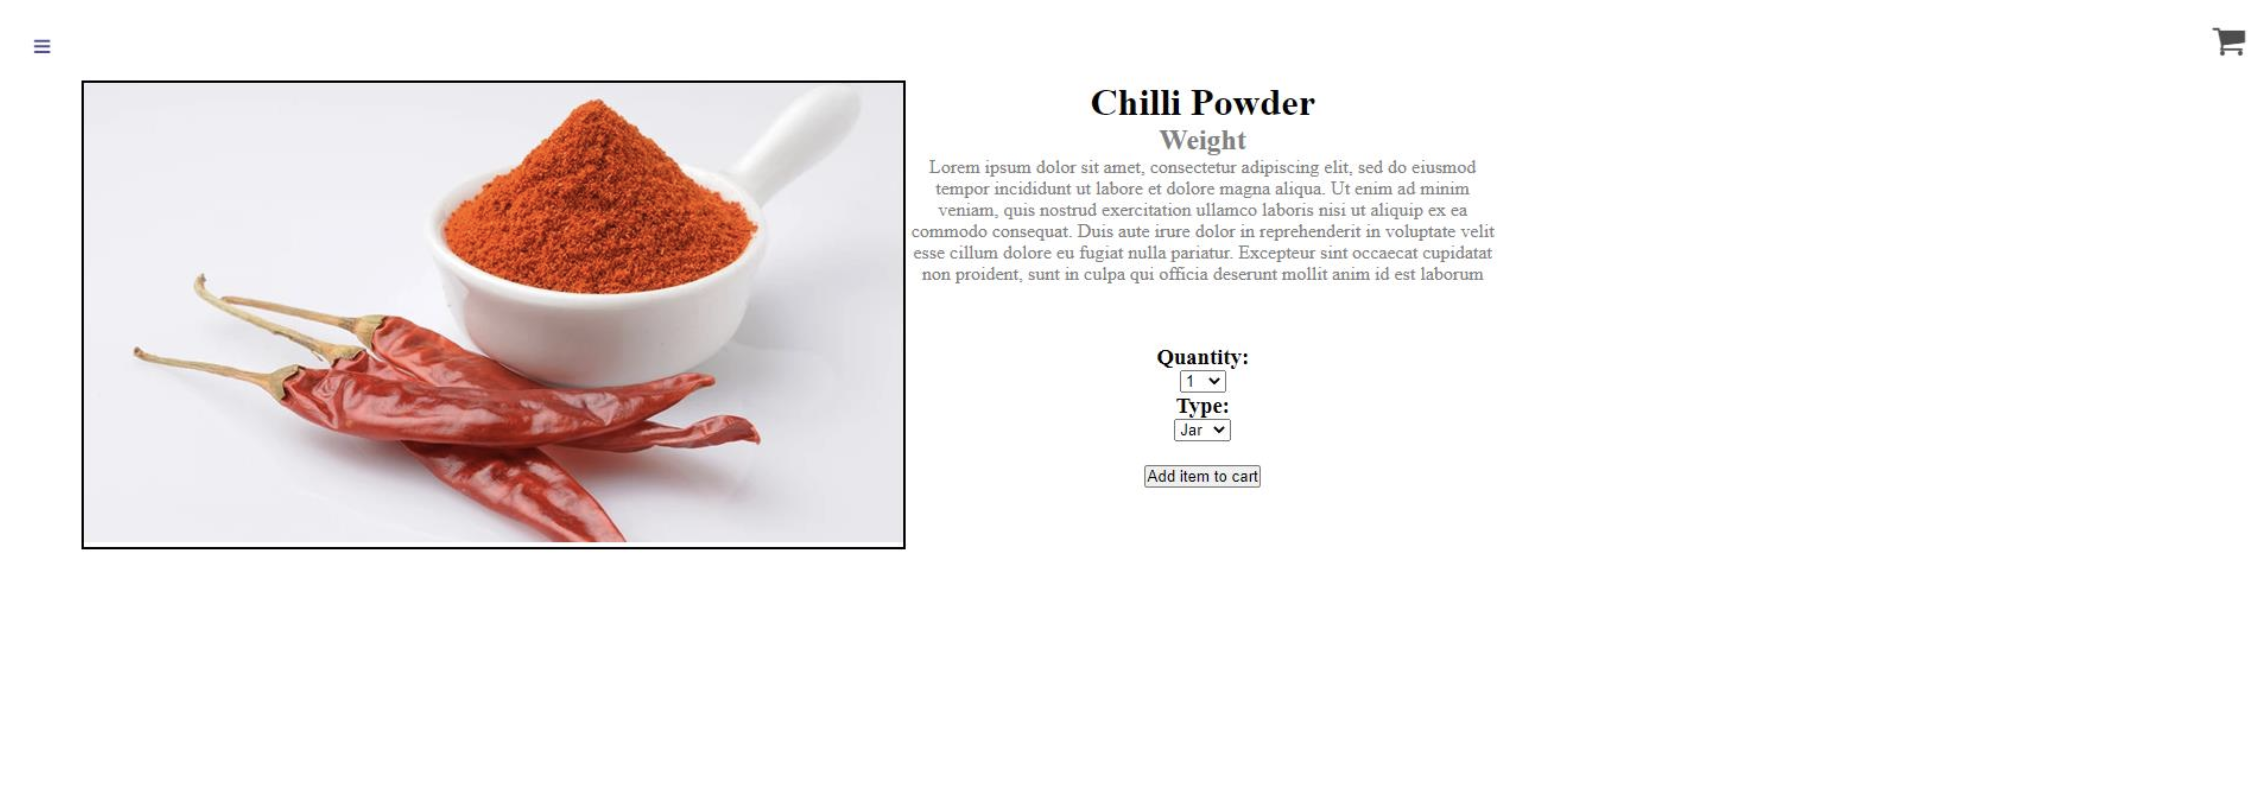 Chilli Powder
Weight
Lorem ipsum dolor sit amet, consectetur adipiscing elit, sed do eiusmod
tempor incididunt ut labore et dolore magna aliqua. Ut enim ad minim
veniam, quis nostrud exercitation ullamco laboris nisi ut aliquip ex ea
commodo consequat. Duis aute irure dolor in reprehenderit in voluptate velit
esse cillum dolore eu fugiat nulla pariatur. Excepteur sint occaecat cupidatat
non proident, sunt in culpa qui officia deserunt mollit anim id est laborum
Quantity:
1
Type:
Jar
Add item to cart